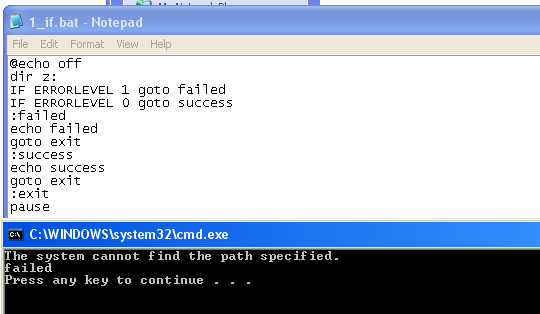 1_if.bat - Notepad
File Edit Format View Help
@echo off
dir z:
IF ERRORLEVEL 1 goto failed
IF ERRORLEVEL 0 goto success
:failed
echo failed
goto exit
:success
echo success
goto exit
:exit
pause
C:\WINDOWS\system32\cmd.exe
The system cannot find the path specified.
failed
Press any key to continue . . .